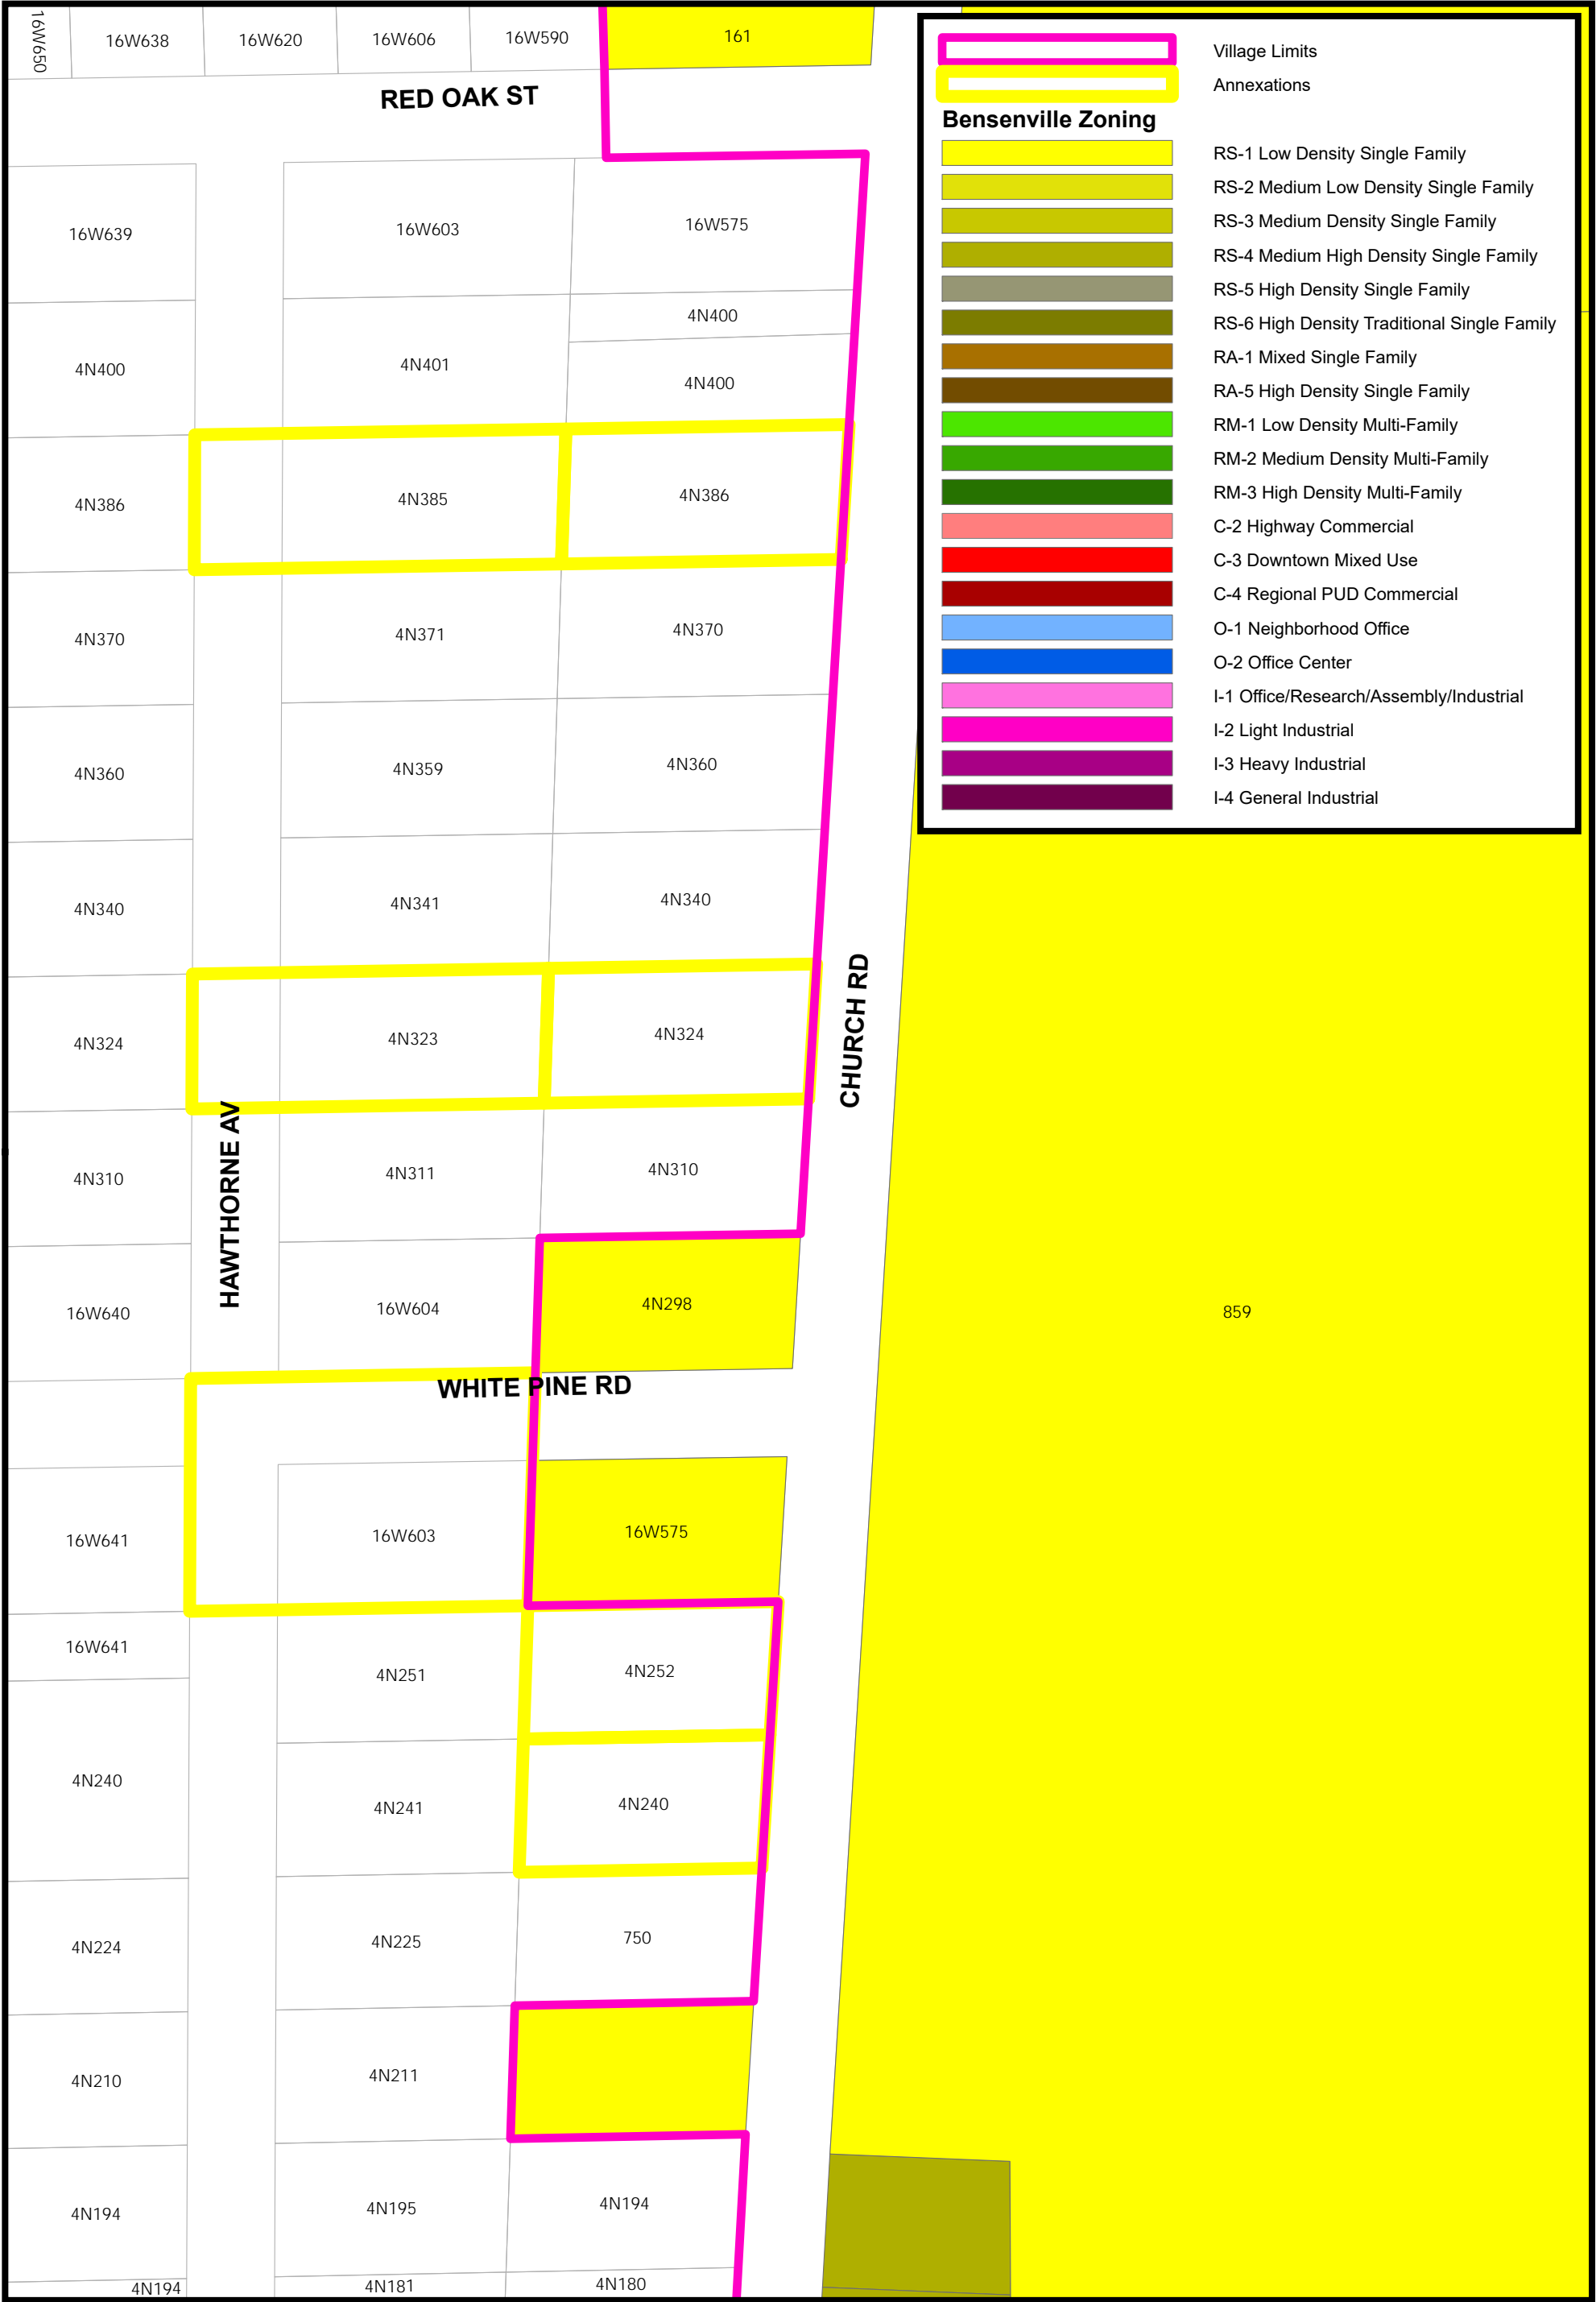 16W650
16W638
16W620
16W606
16W590
161
RED OAK ST
Village Limits
Annexations
Bensenville Zoning
RS-1 Low Density Single Family
RS-2 Medium Low Density Single Family
RS-3 Medium Density Single Family
RS-4 Medium High Density Single Family
RS-5 High Density Single Family
RS-6 High Density Traditional Single Family
RA-1 Mixed Single Family
RA-5 High Density Single Family
RM-1 Low Density Multi-Family
RM-2 Medium Density Multi-Family
RM-3 High Density Multi-Family
C-2 Highway Commercial
C-3 Downtown Mixed Use
C-4 Regional PUD Commercial
O-1 Neighborhood Office
O-2 Office Center
I-1 Office/Research/Assembly/Industrial
I-2 Light Industrial
I-3 Heavy Industrial
I-4 General Industrial
16W639
16W603
16W575
4N400
4N400
4N401
4N400
4N386
4N385
4N386
4N370
4N371
4N370
4N360
4N359
4N360
4N340
4N341
4N340
4N324
4N323
4N324
CHURCH RD
HAWTHORNE AV
4N310
4N311
4N310
16W640
16W604
4N298
859
WHITE PINE RD
16W641
16W603
16W575
16W641
4N251
4N252
4N240
4N241
4N240
4N224
4N225
750
4N210
4N211
4N194
4N195
4N194
4N194
4N181
4N180